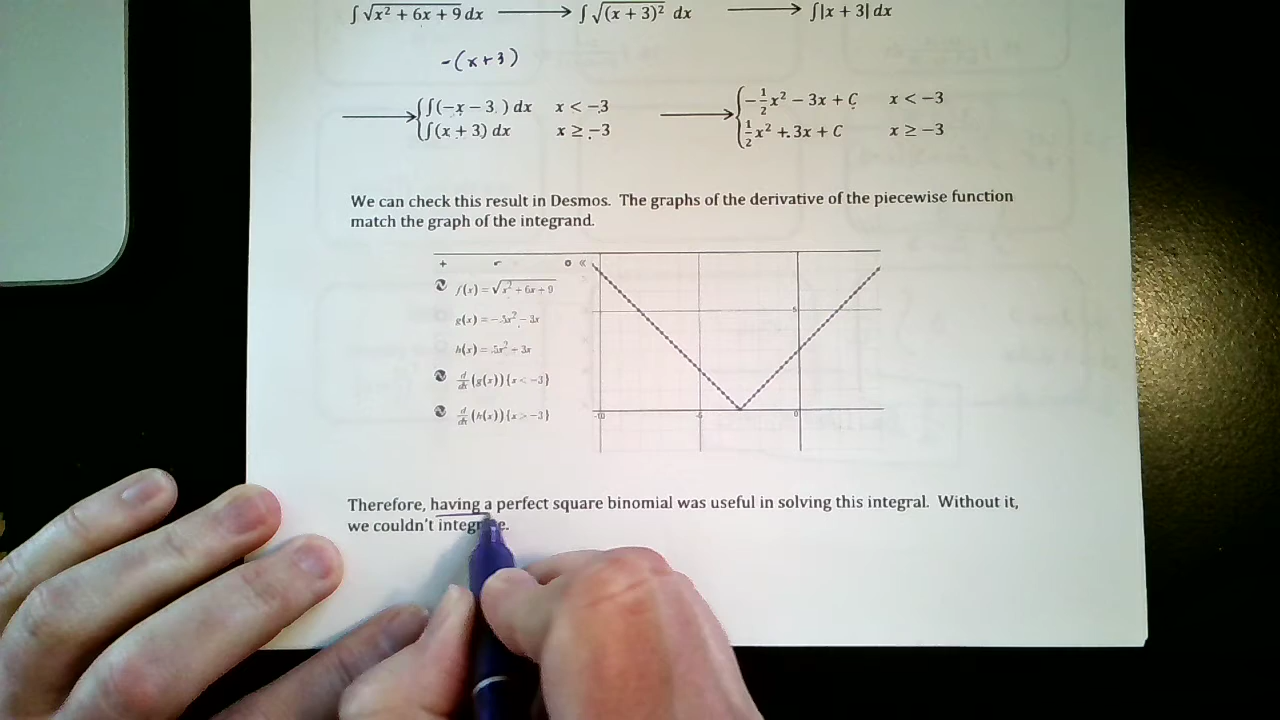 ∫ √x² + 6x + 9 dx ⟶ ∫ √(x + 3)² dx ⟶ ∫|x + 3| dx
-(x+3)
⟶ {∫(−x − 3 ) dx x < −3 ⟶ {−1/2x² − 3x + C x < −3
∫(x + 3) dx x ≥ −3 1/2x² + 3x + C x ≥ −3
We can check this result in Desmos. The graphs of the derivative of the piecewise function
match the graph of the integrand.
+ «
f(x) = √x² + 6x + 9
g(x) = −.5x² − 3x
h(x) = .5x² + 3x
d/dx (g(x)) {x < −3}
d/dx (h(x)) {x > −3}
5
-10 0
Therefore, having a perfect square binomial was useful in solving this integral. Without it,
we couldn't